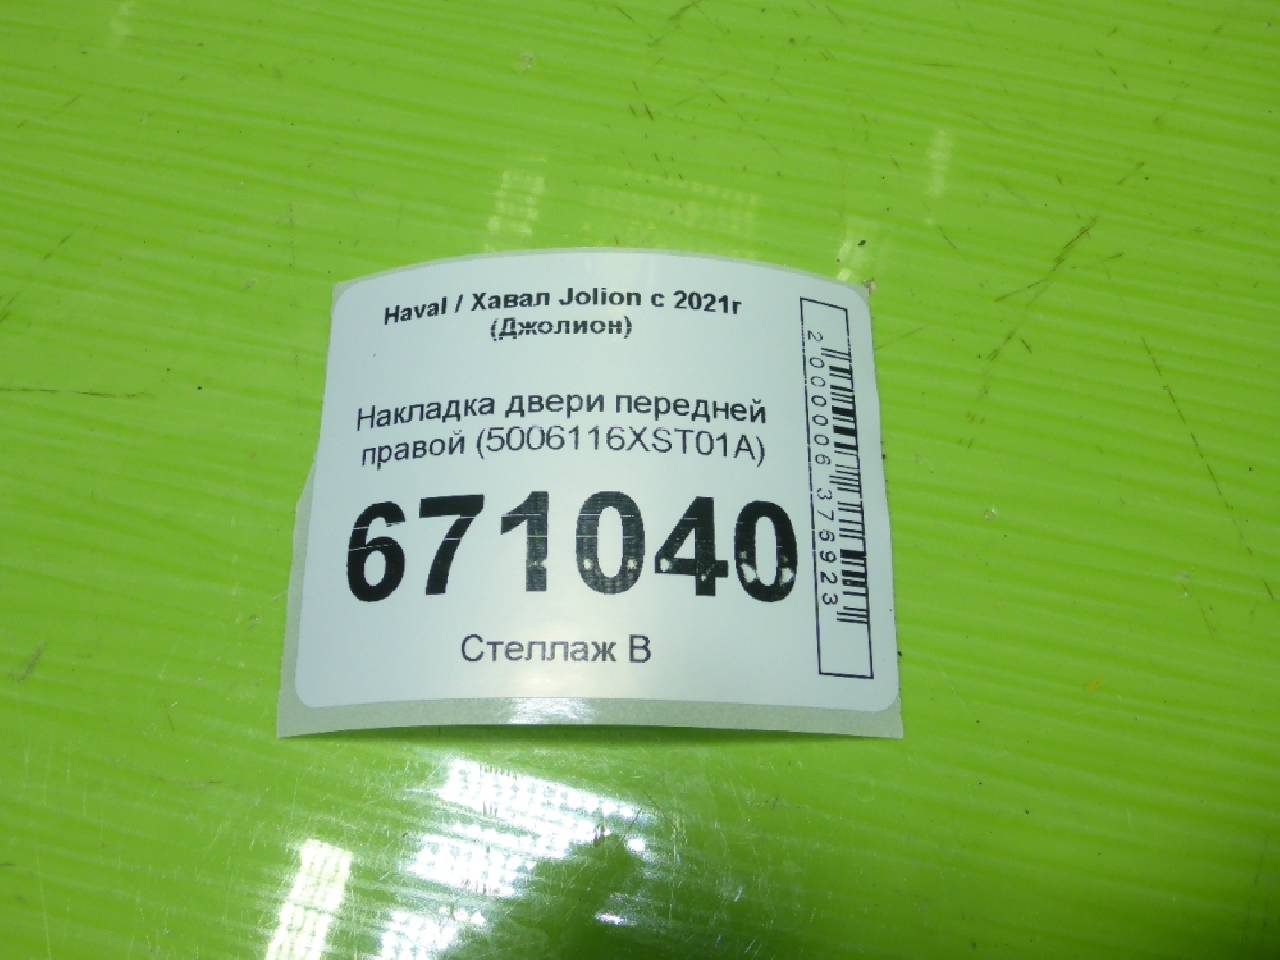 Haval / Хавал Jolion с 2021г
(Джолион)
Накладка двери передней
правой (5006116XST01A)
671040
Стеллаж В
2000006376923